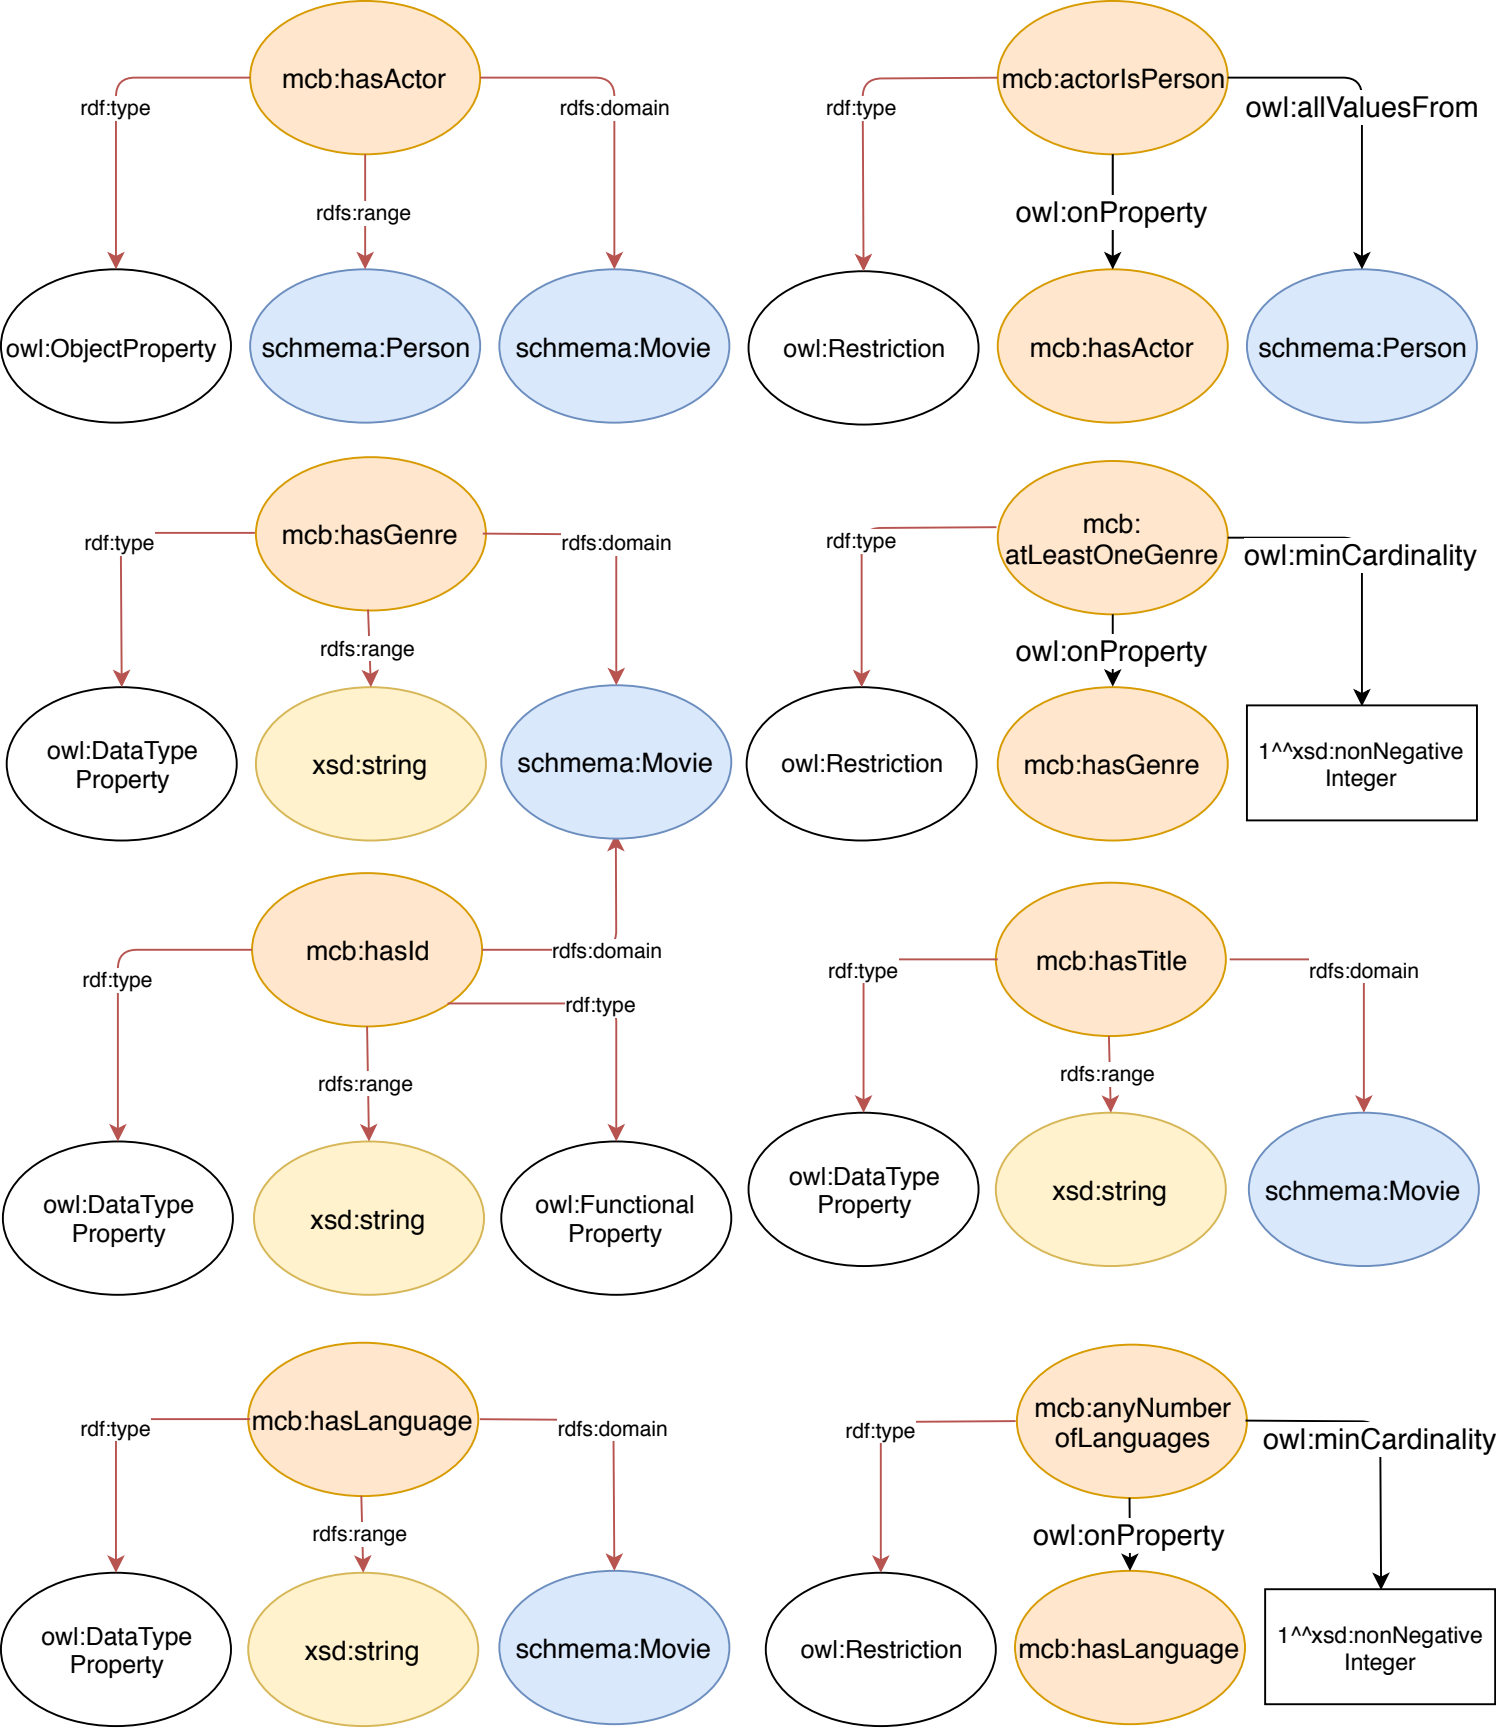 mcb:hasActor
rdf:type
rdfs:domain
rdfs:range
owl:ObjectProperty
schmema:Person
schmema:Movie
mcb:actorIsPerson
rdf:type
owl:allValuesFrom
owl:onProperty
owl:Restriction
mcb:hasActor
schmema:Person
mcb:hasGenre
rdf:type
rdfs:domain
rdfs:range
owl:DataType
Property
xsd:string
schmema:Movie
mcb:
atLeastOneGenre
rdf:type
owl:minCardinality
owl:onProperty
owl:Restriction
mcb:hasGenre
1^^xsd:nonNegative
Integer
mcb:hasId
rdfs:domain
rdf:type
rdf:type
rdfs:range
owl:DataType
Property
xsd:string
owl:Functional
Property
mcb:hasTitle
rdf:type
rdfs:domain
rdfs:range
owl:DataType
Property
xsd:string
schmema:Movie
mcb:hasLanguage
rdf:type
rdfs:domain
rdfs:range
owl:DataType
Property
xsd:string
schmema:Movie
mcb:anyNumber
ofLanguages
rdf:type
owl:minCardinality
owl:onProperty
owl:Restriction
mcb:hasLanguage
1^^xsd:nonNegative
Integer